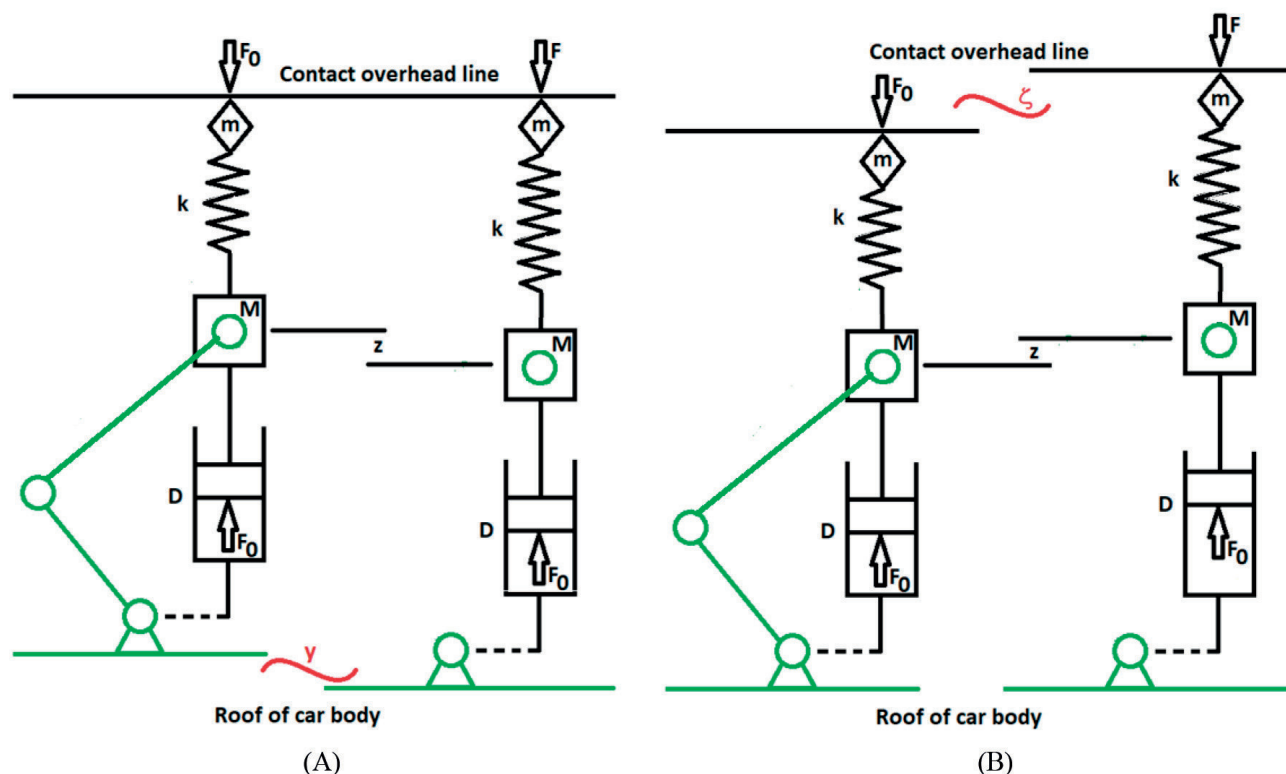 F0
F
Contact overhead line
m
m
k
k
M
z
M
D
F0
D
F0
y
Roof of car body
(A)
F
Contact overhead line
F0
ζ
m
m
k
k
M
z
M
D
F0
D
F0
Roof of car body
(B)